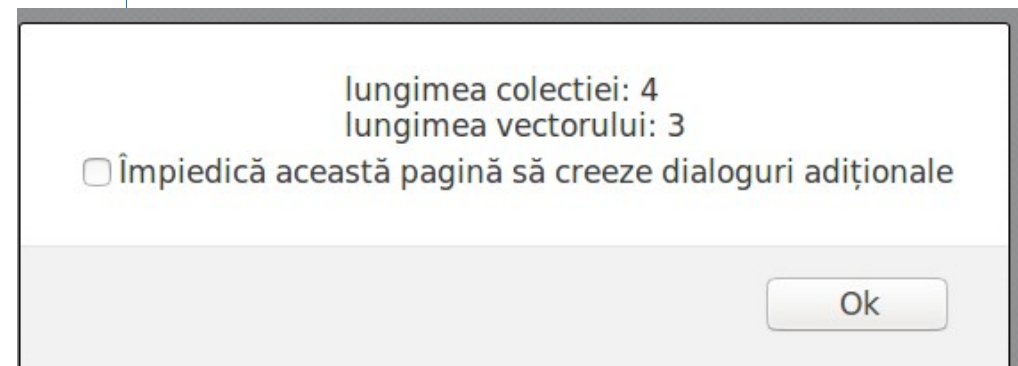 lungimea colectiei: 4
lungimea vectorului: 3
Împiedică această pagină să creeze dialoguri adiționale
Ok